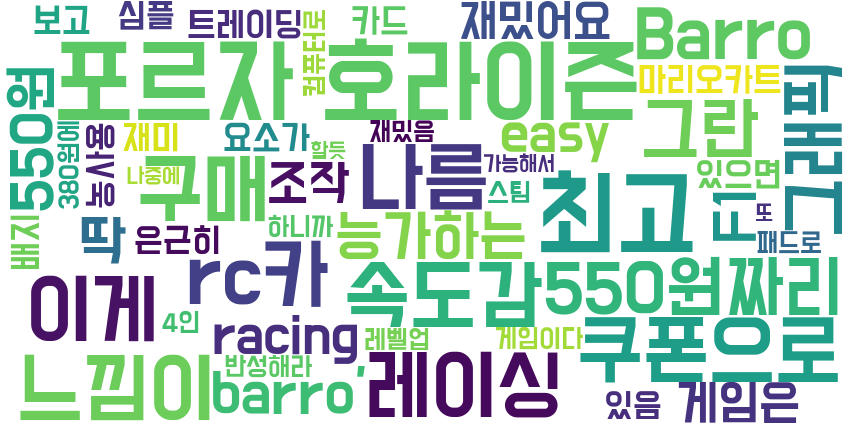 보고
심플
트레이딩
컴퓨터로
카드
재밌어요
Barro
포르자 호라이즌
마리오카트
그래픽
550원
380원에
농사용
재미
요소가
재밌음
할듯
easy
그란
나중에
구매
조작
나름
가능해서
스팀
있으면
최고
F1
또
패드로
배지
딱
은근히
하니까
능가하는
rc카
속도감
550원짜리
이게
4인
racing
레벨업
게임이다
쿠폰으로
느낌이
반성해라
barro'
레이싱
있음
게임은